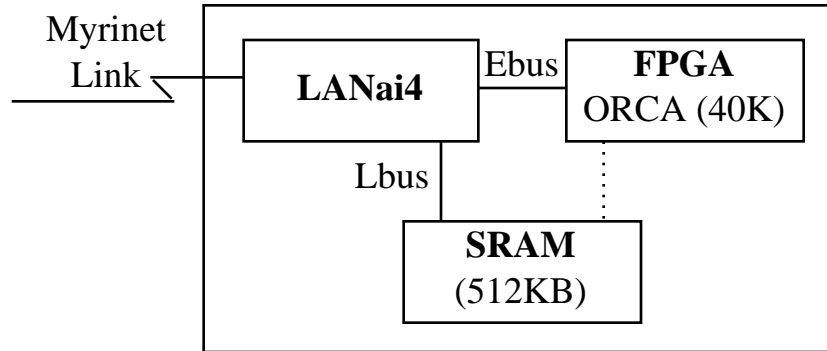 Myrinet
Link
LANai4
Ebus
FPGA
ORCA (40K)
Lbus
SRAM
(512KB)